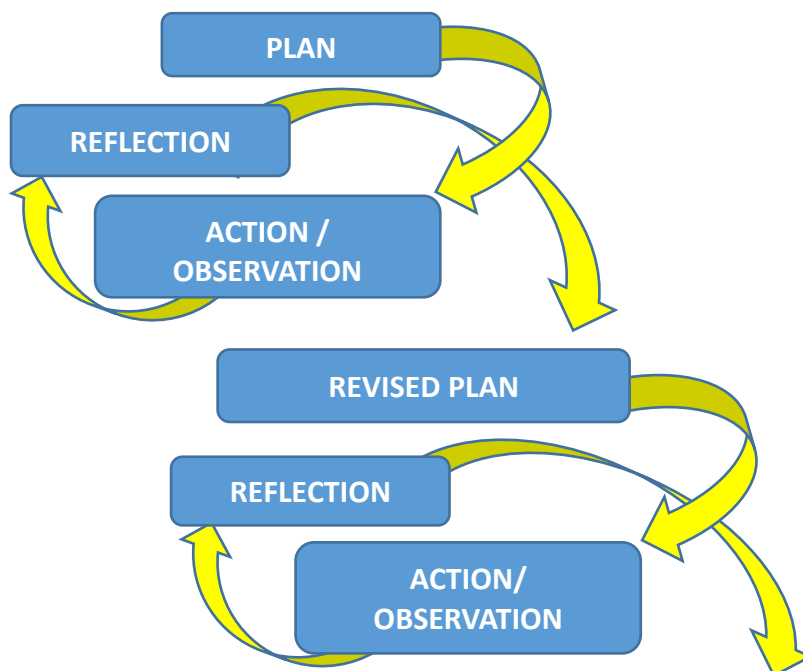 PLAN
REFLECTION
ACTION /
OBSERVATION
REVISED PLAN
REFLECTION
ACTION/
OBSERVATION